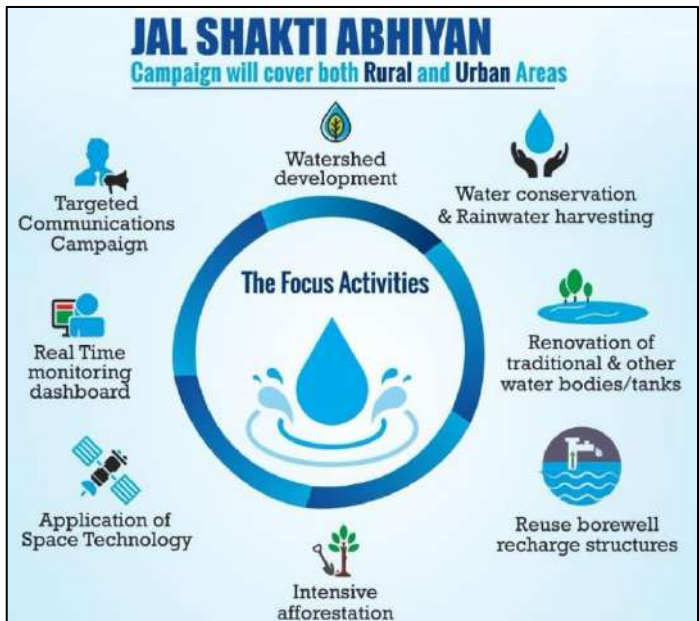 JAL SHAKTI ABHIYAN
Campaign will cover both Rural and Urban Areas
Watershed
development
Water conservation
& Rainwater harvesting
Renovation of
traditional & other
water bodies/tanks
Reuse borewell
recharge structures
Intensive
afforestation
Application of
Space Technology
Real Time
monitoring
dashboard
Targeted
Communications
Campaign
The Focus Activities